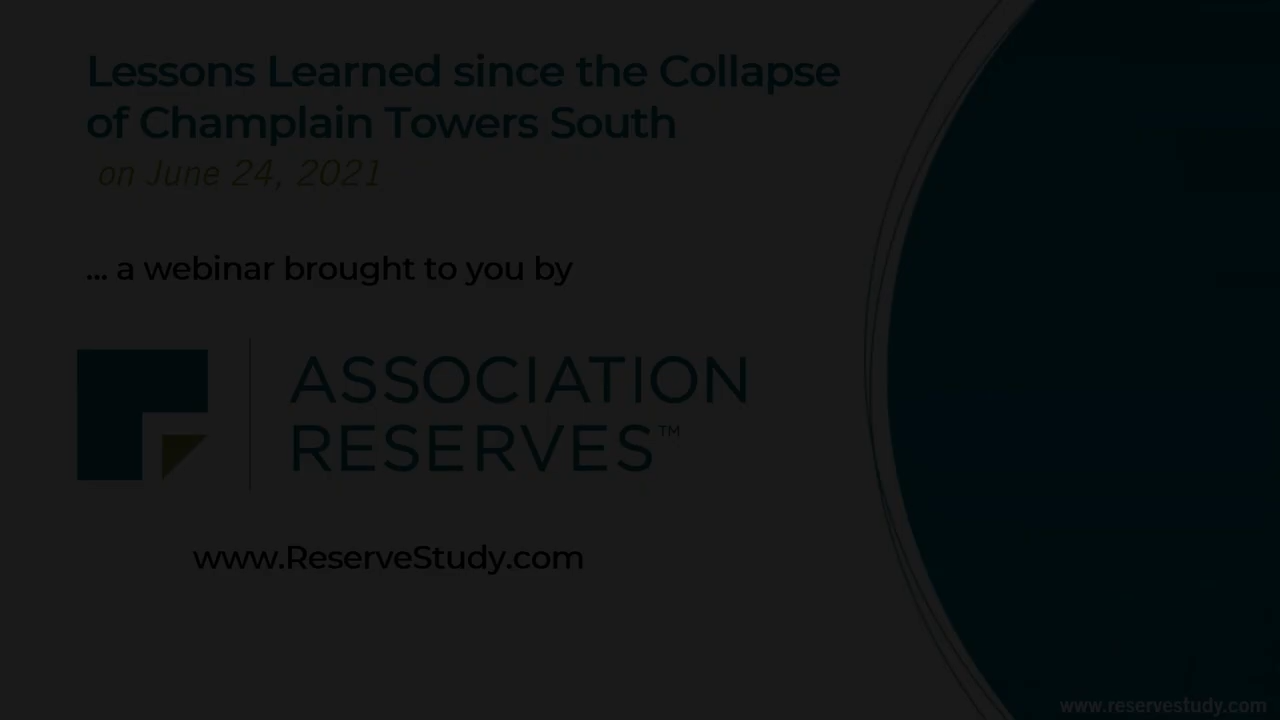 Lessons Learned since the Collapse
of Champlain Towers South
on June 24, 2021
... a webinar brought to you by
ASSOCIATION
RESERVES™
www.ReserveStudy.com
www.reservestudy.com